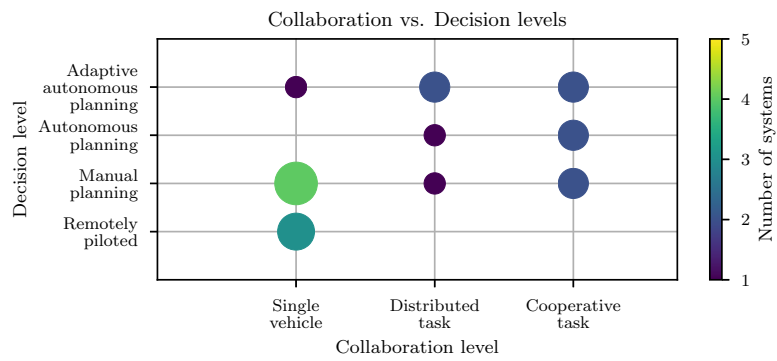 Collaboration vs. Decision levels
Decision level
Adaptive
autonomous
planning
Autonomous
planning
Manual
planning
Remotely
piloted
Single
vehicle
Distributed
task
Cooperative
task
Collaboration level
5
4
3
2
1
Number of systems